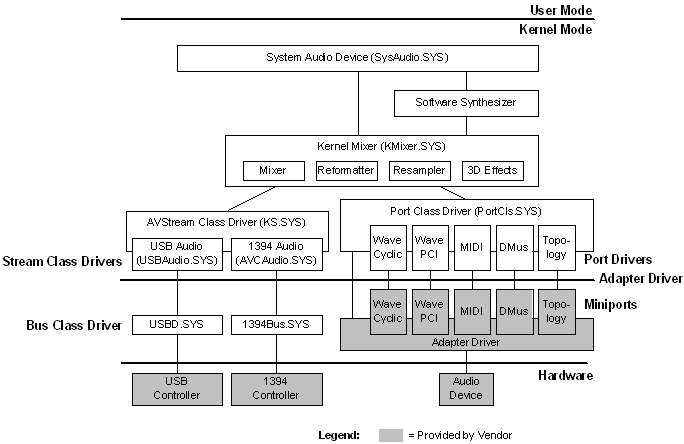 User Mode
Kernel Mode
System Audio Device (SysAudio.SYS)
Software Synthesizer
Kernel Mixer (KMixer.SYS)
Mixer
Reformatter
Resampler
3D Effects
AVStream Class Driver (KS.SYS)
USB Audio
(USBAudio.SYS)
1394 Audio
(AVCAudio.SYS)
Port Class Driver (PortCls.SYS)
Wave
Cyclic
Wave
PCI
MIDI
DMus
Topo-
logy
Stream Class Drivers
Port Drivers
Adapter Driver
Wave
Cyclic
Wave
PCI
MIDI
DMus
Topo-
logy
Miniports
Bus Class Driver
USBD.SYS
1394Bus.SYS
Adapter Driver
Hardware
USB
Controller
1394
Controller
Audio
Device
Legend:
= Provided by Vendor